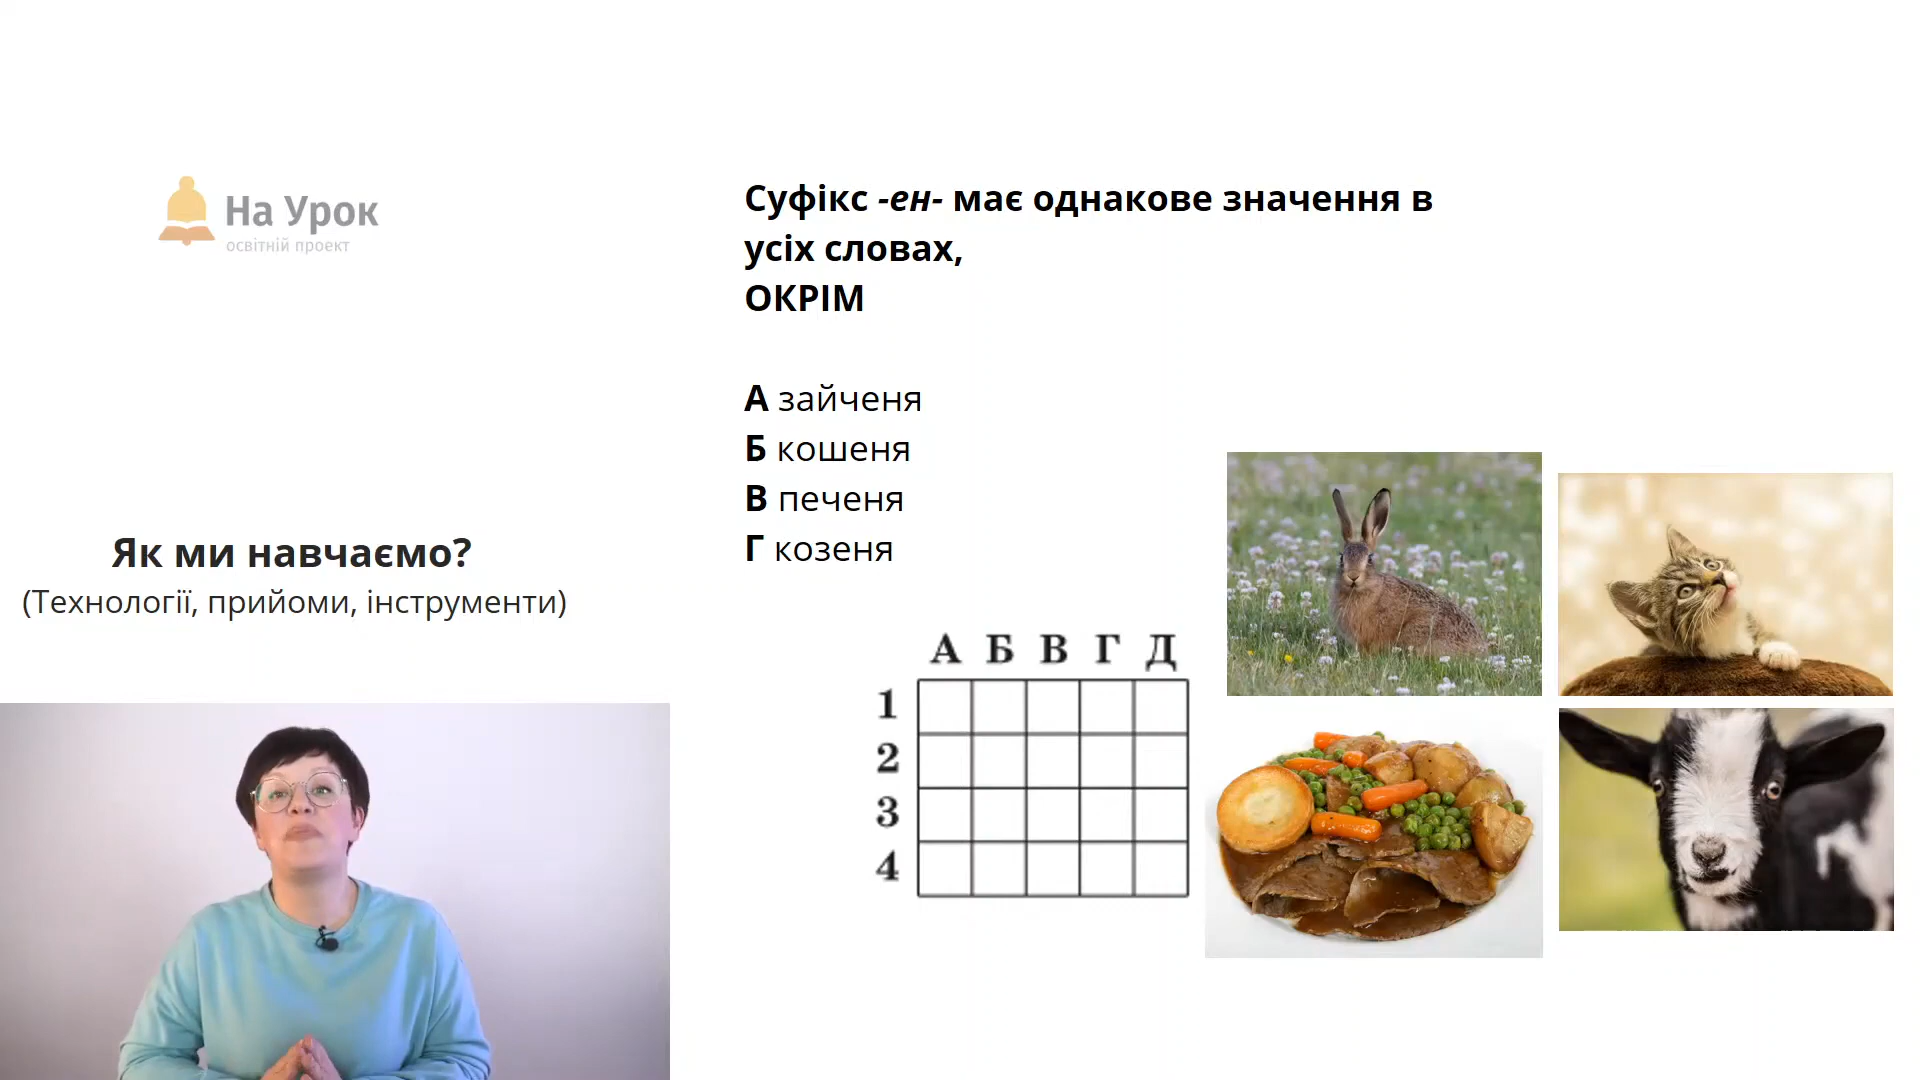 На Урок
освітній проект
Суфікс -ен- має однакове значення в
усіх словах,
ОКРІМ
А зайченя
Б кошеня
В печеня
Г козеня
Як ми навчаємо?
(Технології, прийоми, інструменти)
А Б В Г Д
1
2
3
4